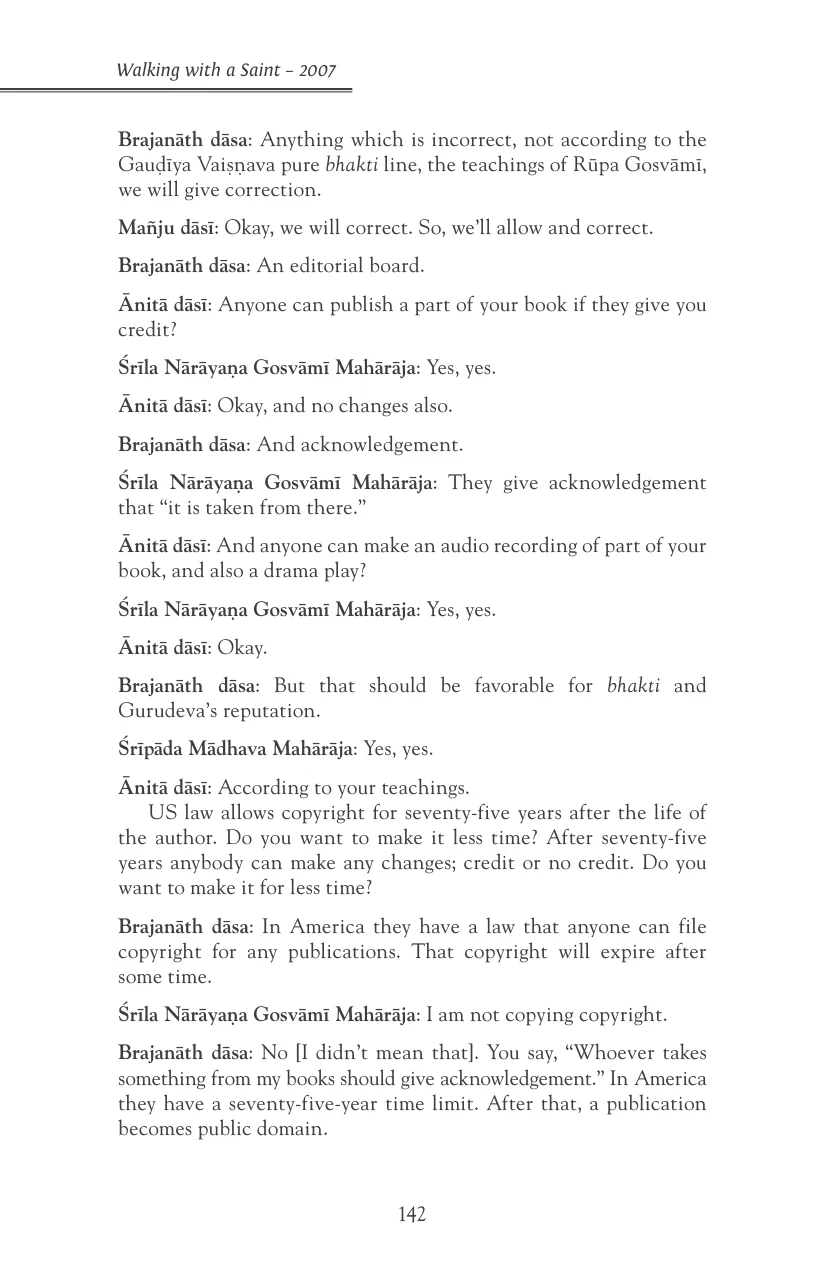 Walking with a Saint – 2007
Brajanāth dāsa: Anything which is incorrect, not according to the
Gauḍīya Vaiṣṇava pure bhakti line, the teachings of Rūpa Gosvāmī,
we will give correction.
Mañju dāsī: Okay, we will correct. So, we’ll allow and correct.
Brajanāth dāsa: An editorial board.
Ānitā dāsī: Anyone can publish a part of your book if they give you
credit?
Śrīla Nārāyaṇa Gosvāmī Mahārāja: Yes, yes.
Ānitā dāsī: Okay, and no changes also.
Brajanāth dāsa: And acknowledgement.
Śrīla Nārāyaṇa Gosvāmī Mahārāja: They give acknowledgement
that “it is taken from there.”
Ānitā dāsī: And anyone can make an audio recording of part of your
book, and also a drama play?
Śrīla Nārāyaṇa Gosvāmī Mahārāja: Yes, yes.
Ānitā dāsī: Okay.
Brajanāth dāsa: But that should be favorable for bhakti and
Gurudeva’s reputation.
Śrīpāda Mādhava Mahārāja: Yes, yes.
Ānitā dāsī: According to your teachings.
US law allows copyright for seventy-five years after the life of
the author. Do you want to make it less time? After seventy-five
years anybody can make any changes; credit or no credit. Do you
want to make it for less time?
Brajanāth dāsa: In America they have a law that anyone can file
copyright for any publications. That copyright will expire after
some time.
Śrīla Nārāyaṇa Gosvāmī Mahārāja: I am not copying copyright.
Brajanāth dāsa: No [I didn’t mean that]. You say, “Whoever takes
something from my books should give acknowledgement.” In America
they have a seventy-five-year time limit. After that, a publication
becomes public domain.
142